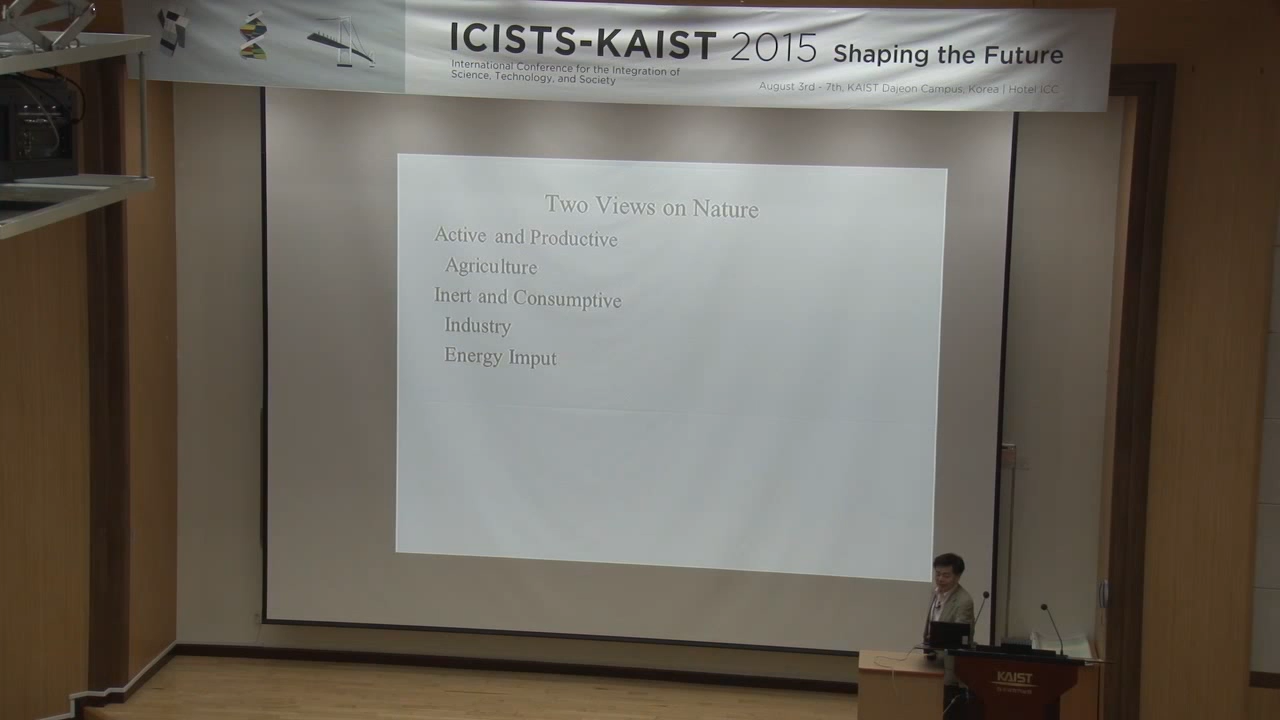 ICISTS-KAIST 2015 Shaping the Future
International Conference for the Integration of
Science, Technology, and Society
August 3rd - 7th, KAIST Dajeon Campus, Korea | Hotel ICC
Two Views on Nature
Active and Productive
Agriculture
Inert and Consumptive
Industry
Energy Imput
KAIST